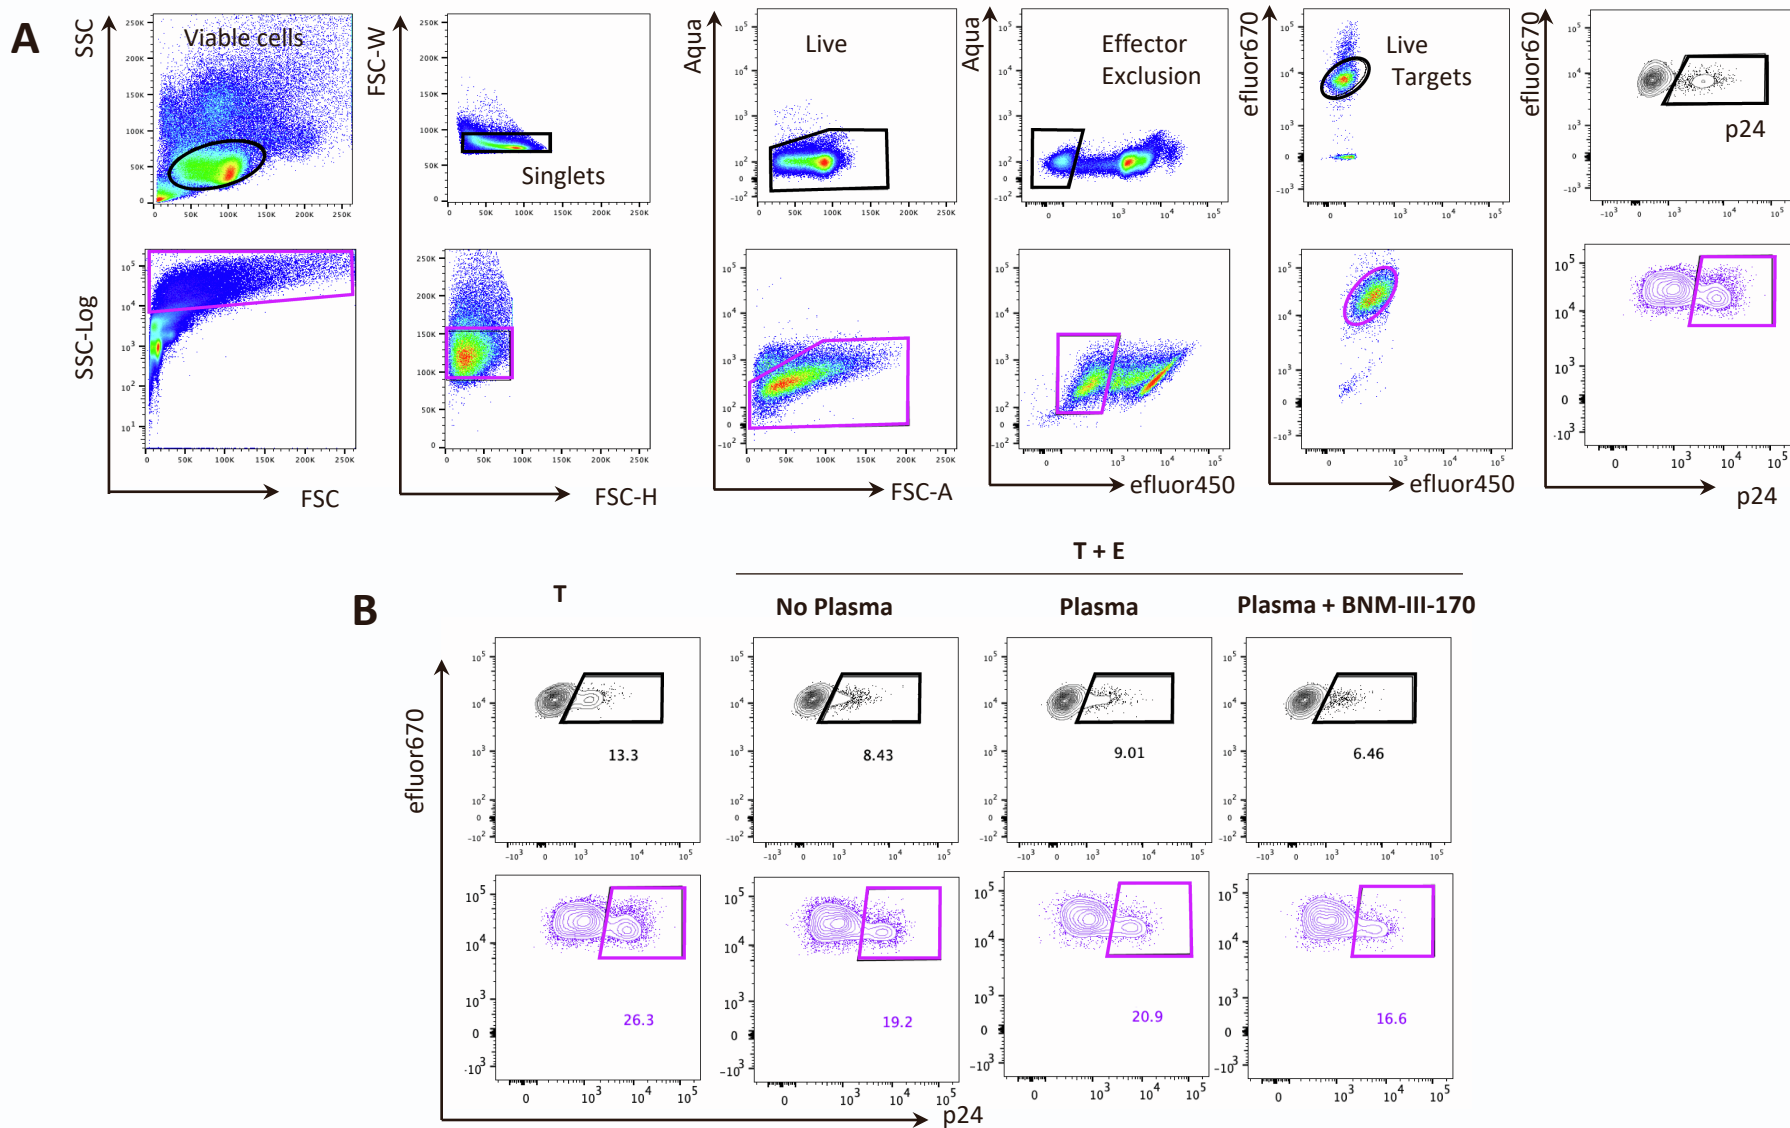 A
SSC
Viable cells
FSC-W
Singlets
Aqua
Live
Aqua
Effector
Exclusion
efluor670
Live
Targets
efluor670
p24
SSC-Log
FSC
FSC-H
FSC-A
efluor450
efluor450
p24
T + E
B
T
No Plasma
Plasma
Plasma + BNM-III-170
efluor670
13.3
8.43
9.01
6.46
26.3
19.2
20.9
16.6
p24